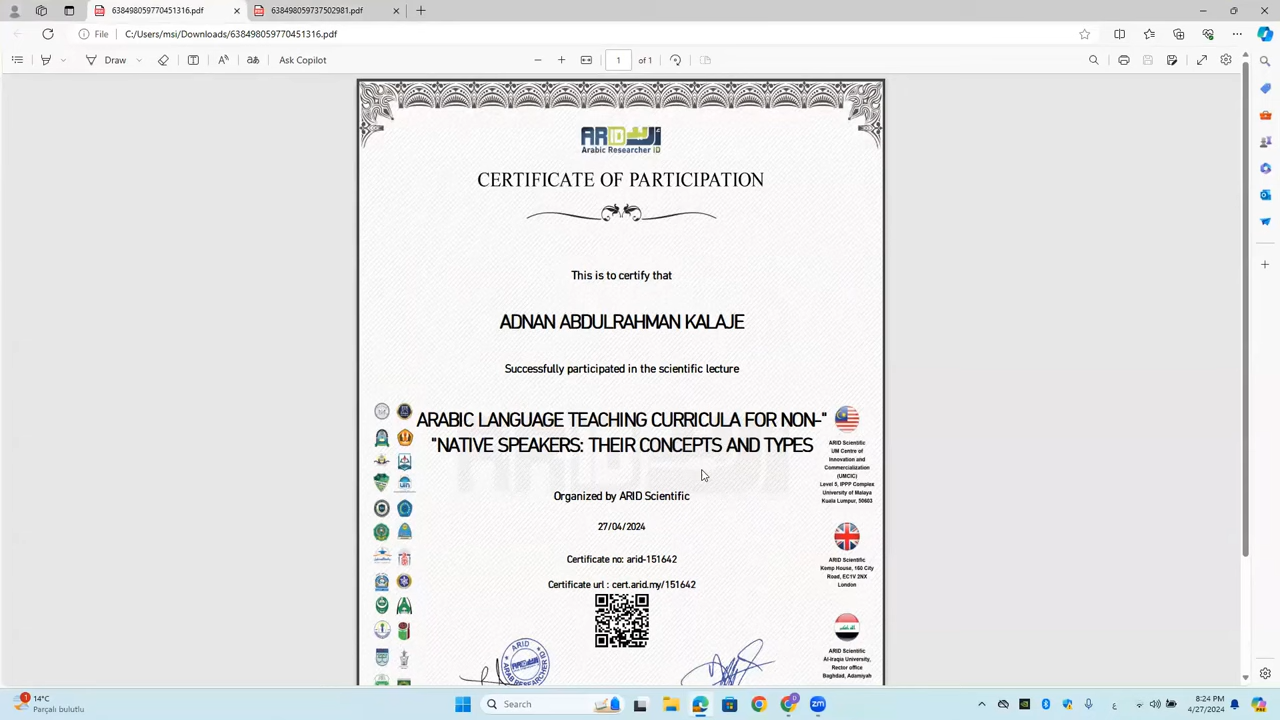 638498059770451316.pdf
638498059737502981.pdf
File
C:/Users/msi/Downloads/638498059770451316.pdf
Draw
Ask Copilot
1
of 1
ARID أريد
Arabic Researcher iD
CERTIFICATE OF PARTICIPATION
This is to certify that
ADNAN ABDULRAHMAN KALAJE
Successfully participated in the scientific lecture
ARABIC LANGUAGE TEACHING CURRICULA FOR NON-"
"NATIVE SPEAKERS: THEIR CONCEPTS AND TYPES
Organized by ARID Scientific
27/04/2024
Certificate no: arid-151642
Certificate url : cert.arid.my/151642
ARID Scientific
UM Centre of
Innovation and
Commercialization
(UMCIC)
Level 5, IPPP Complex
University of Malaya
Kuala Lumpur, 50603
ARID Scientific
Kemp House, 160 City
Road, EC1V 2NX
London
ARID Scientific
Al-Iraqia University,
Rector office
Baghdad, Adamiyah
ARID
14°C
Parçalı bulutlu
Search
8:24 PM
4/27/2024